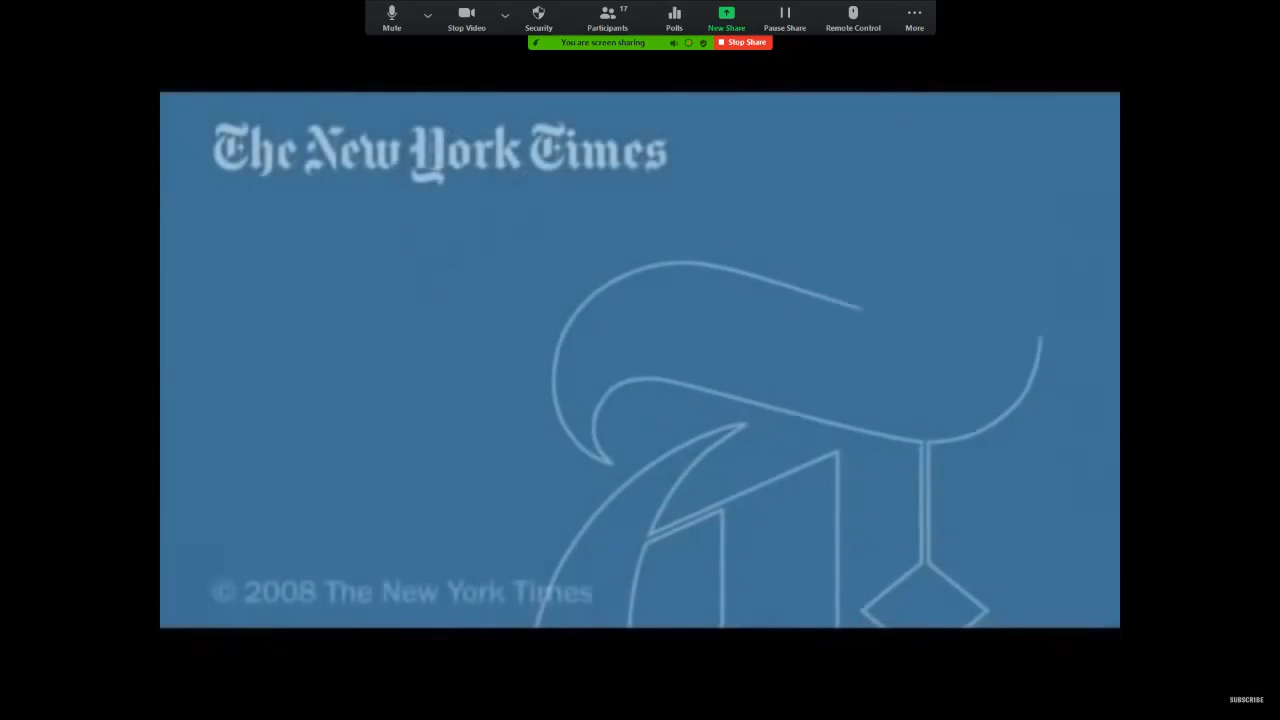 17
Mute
Stop Video
Security
Participants
Polls
New Share
Pause Share
Remote Control
More
You are screen sharing
Stop Share
The New York Times
© 2008 The New York Times
SUBSCRIBE